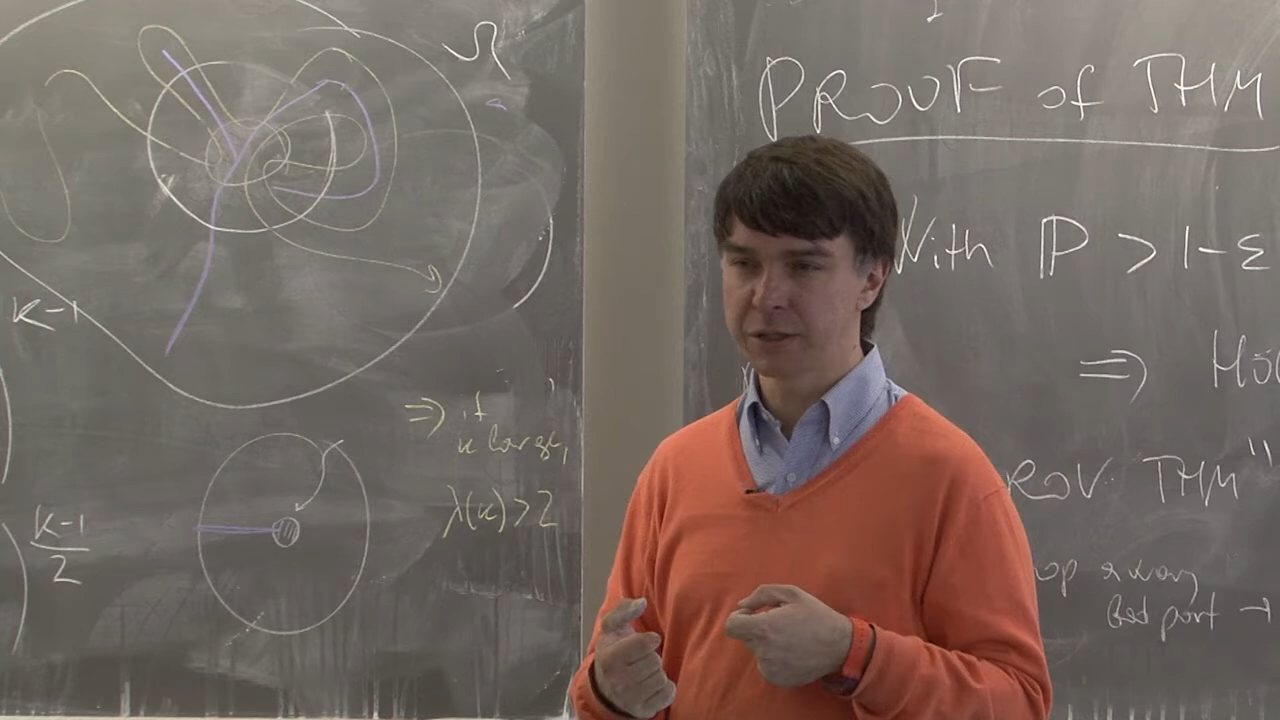 Ω
K-1
⇒ if
κ large,
λ(κ)>2
K-1
2
PROOF of THM
With ℙ > 1-ε
⇒ Hö
ROV. THM"
op away
bad part →